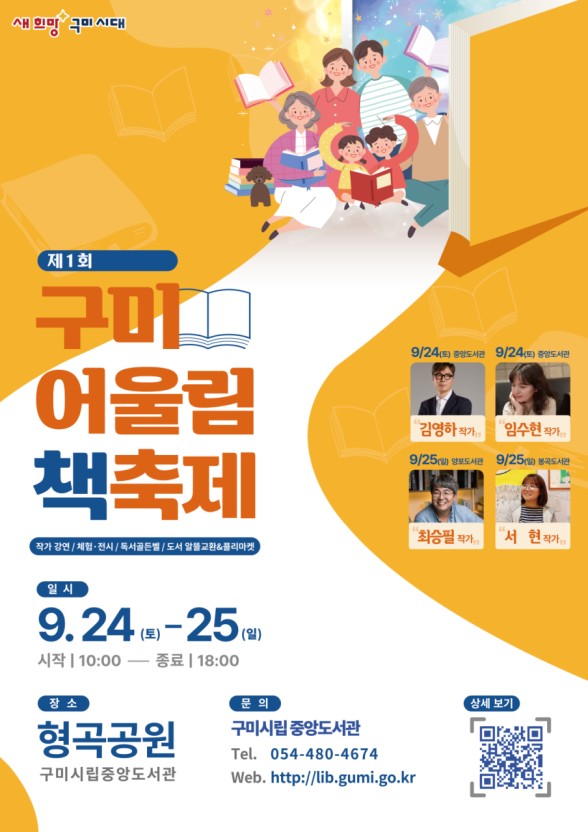 새 희망 구미 시대
제1회
구미
어울림
책축제
작가 강연 / 체험·전시 / 독서골든벨 / 도서 알뜰교환&플리마켓
9/24(토) 중앙도서관
김영하 작가
9/24(토) 중앙도서관
임수현 작가
9/25(일) 양포도서관
최승필 작가
9/25(일) 봉곡도서관
서 현 작가
일 시
9. 24 (토) - 25 (일)
시작 | 10:00 — 종료 | 18:00
장 소
형곡공원
구미시립중앙도서관
문 의
구미시립 중앙도서관
Tel. 054-480-4674
Web. http://lib.gumi.go.kr
상세 보기